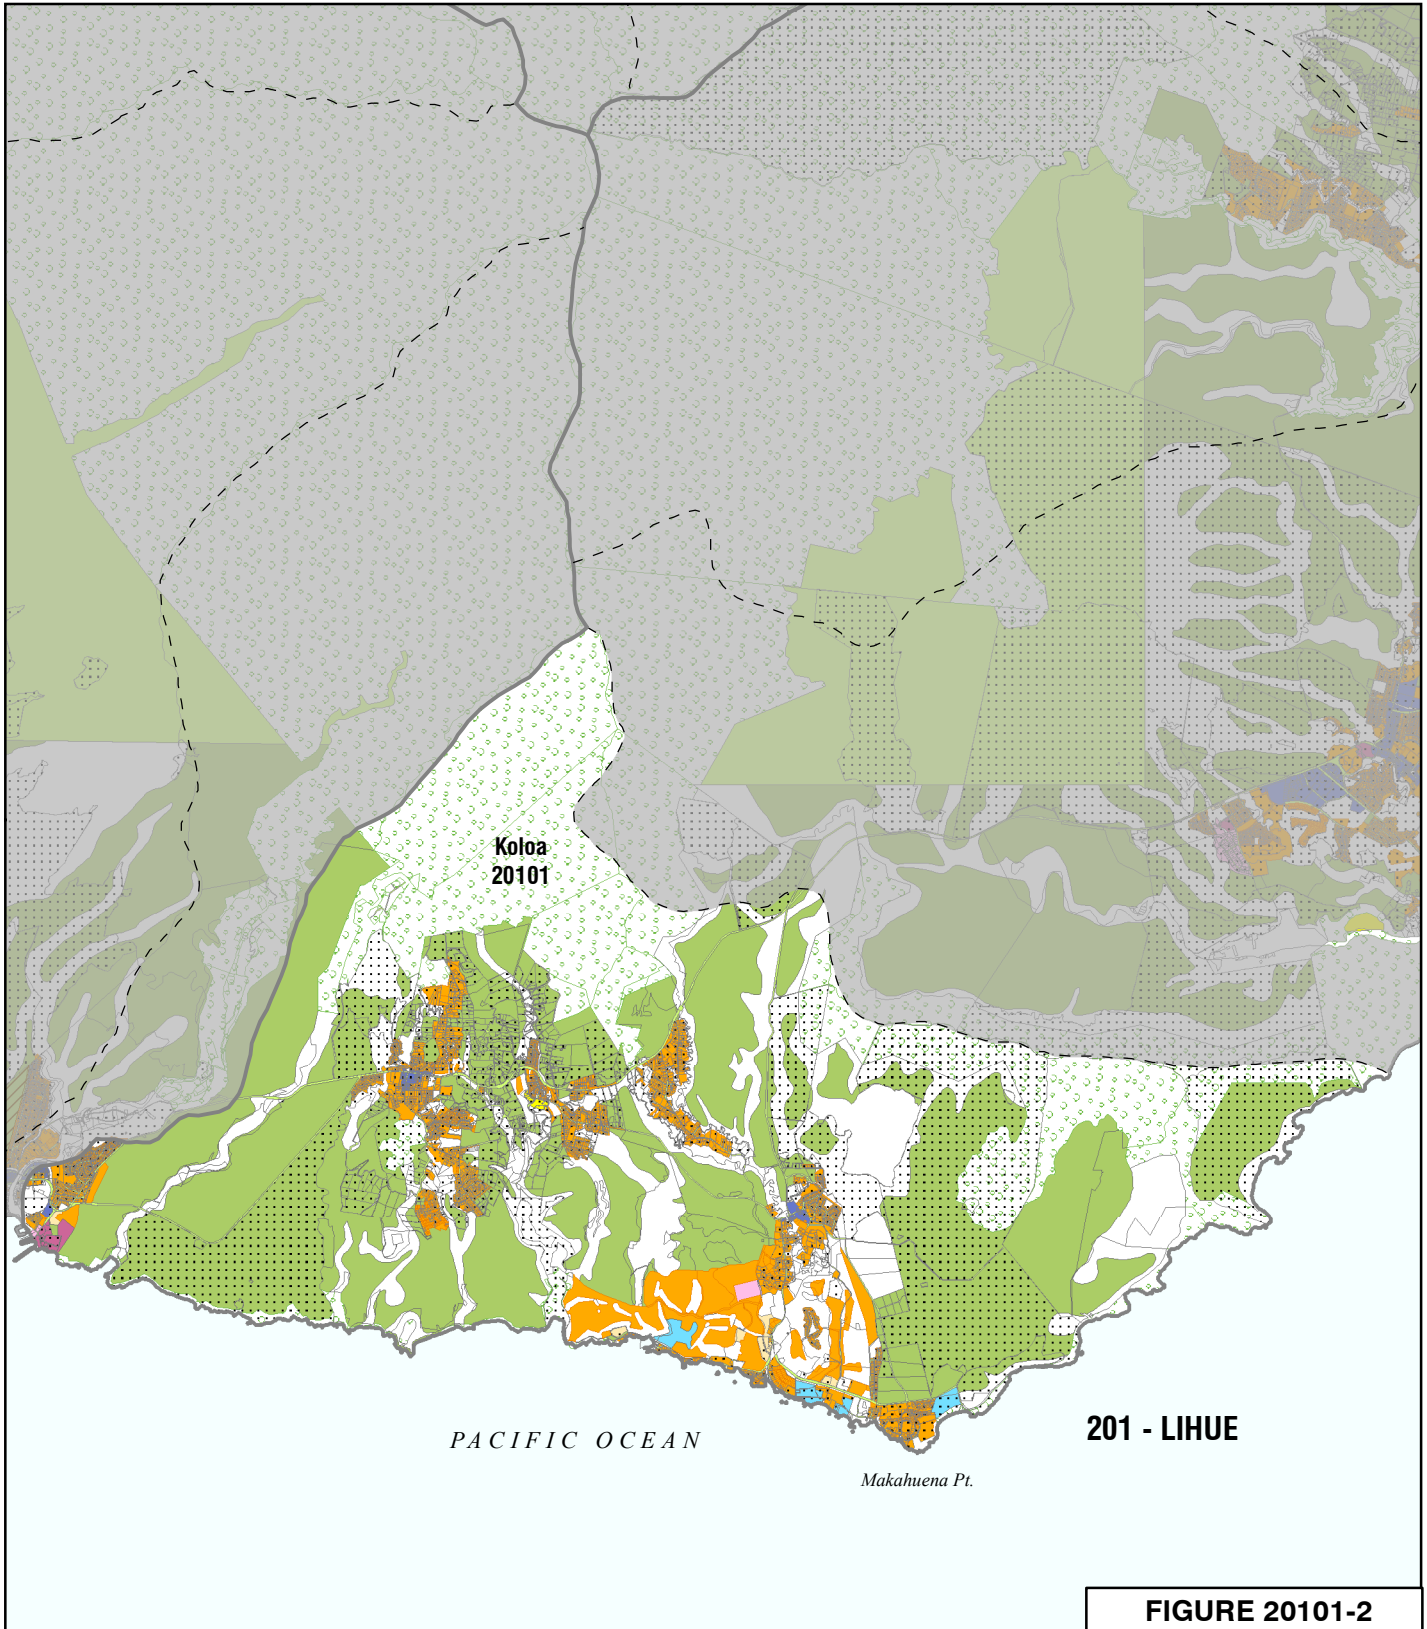 Koloa
20101
PACIFIC OCEAN
201 - LIHUE
Makahuena Pt.
FIGURE 20101-2